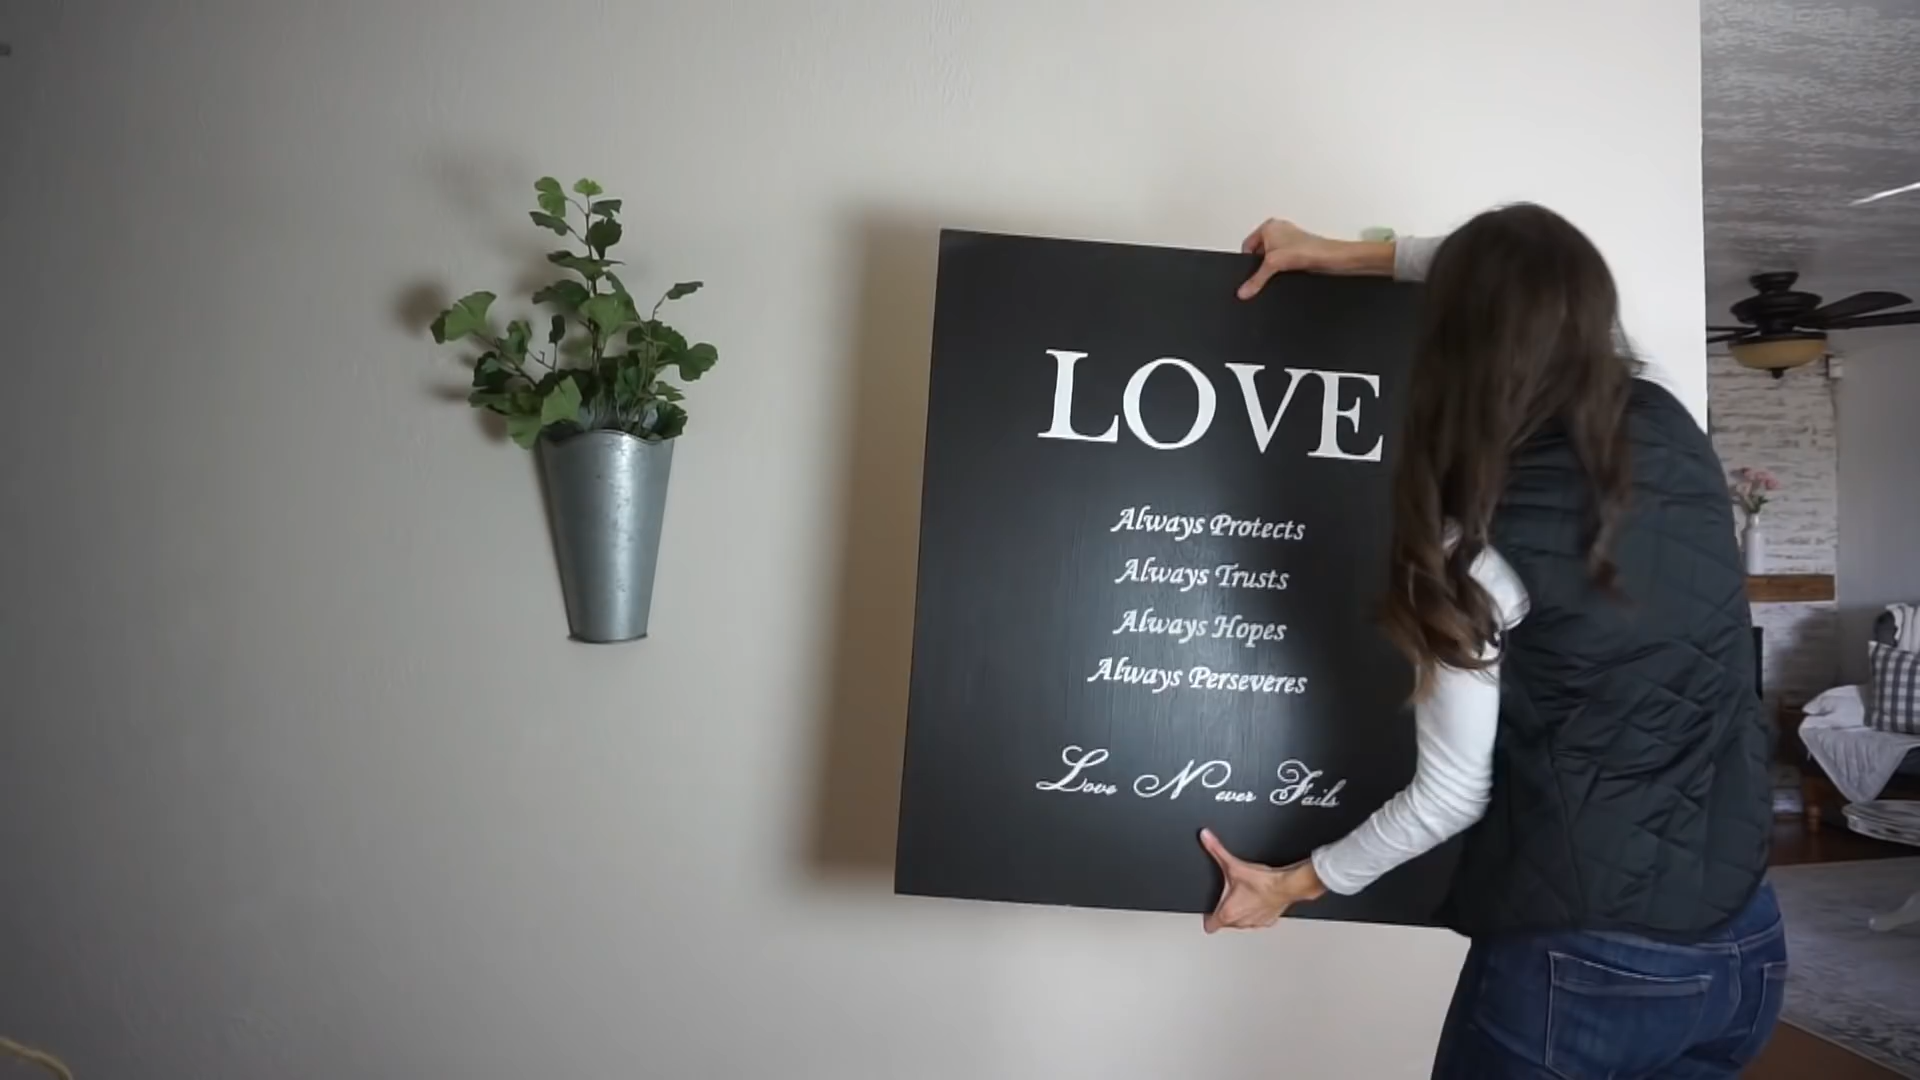 LOVE
Always Protects
Always Trusts
Always Hopes
Always Perseveres
Love Never Fails